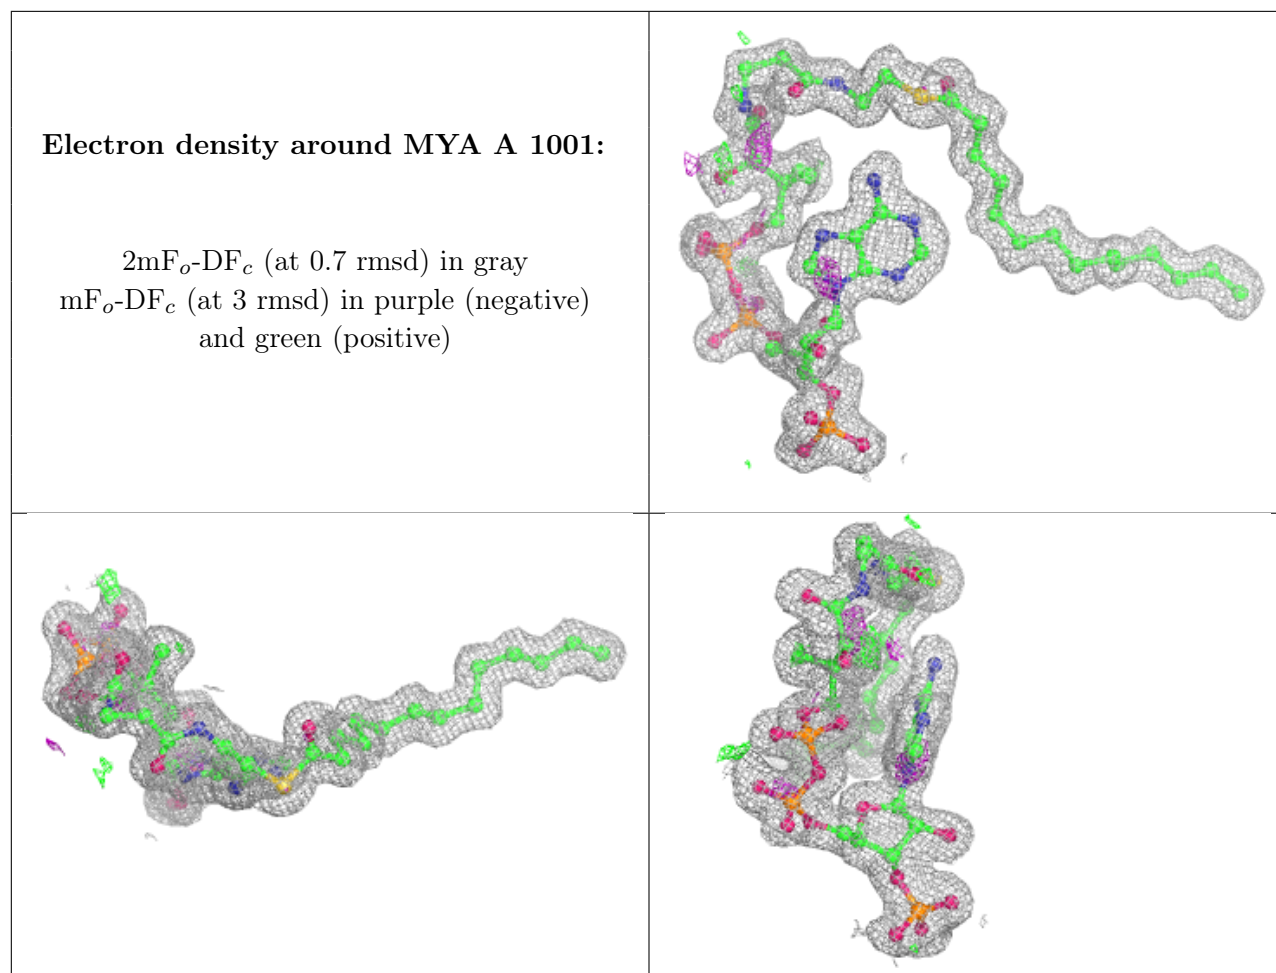 Electron density around MYA A 1001:
2mFo-DFc (at 0.7 rmsd) in gray
mFo-DFc (at 3 rmsd) in purple (negative)
and green (positive)